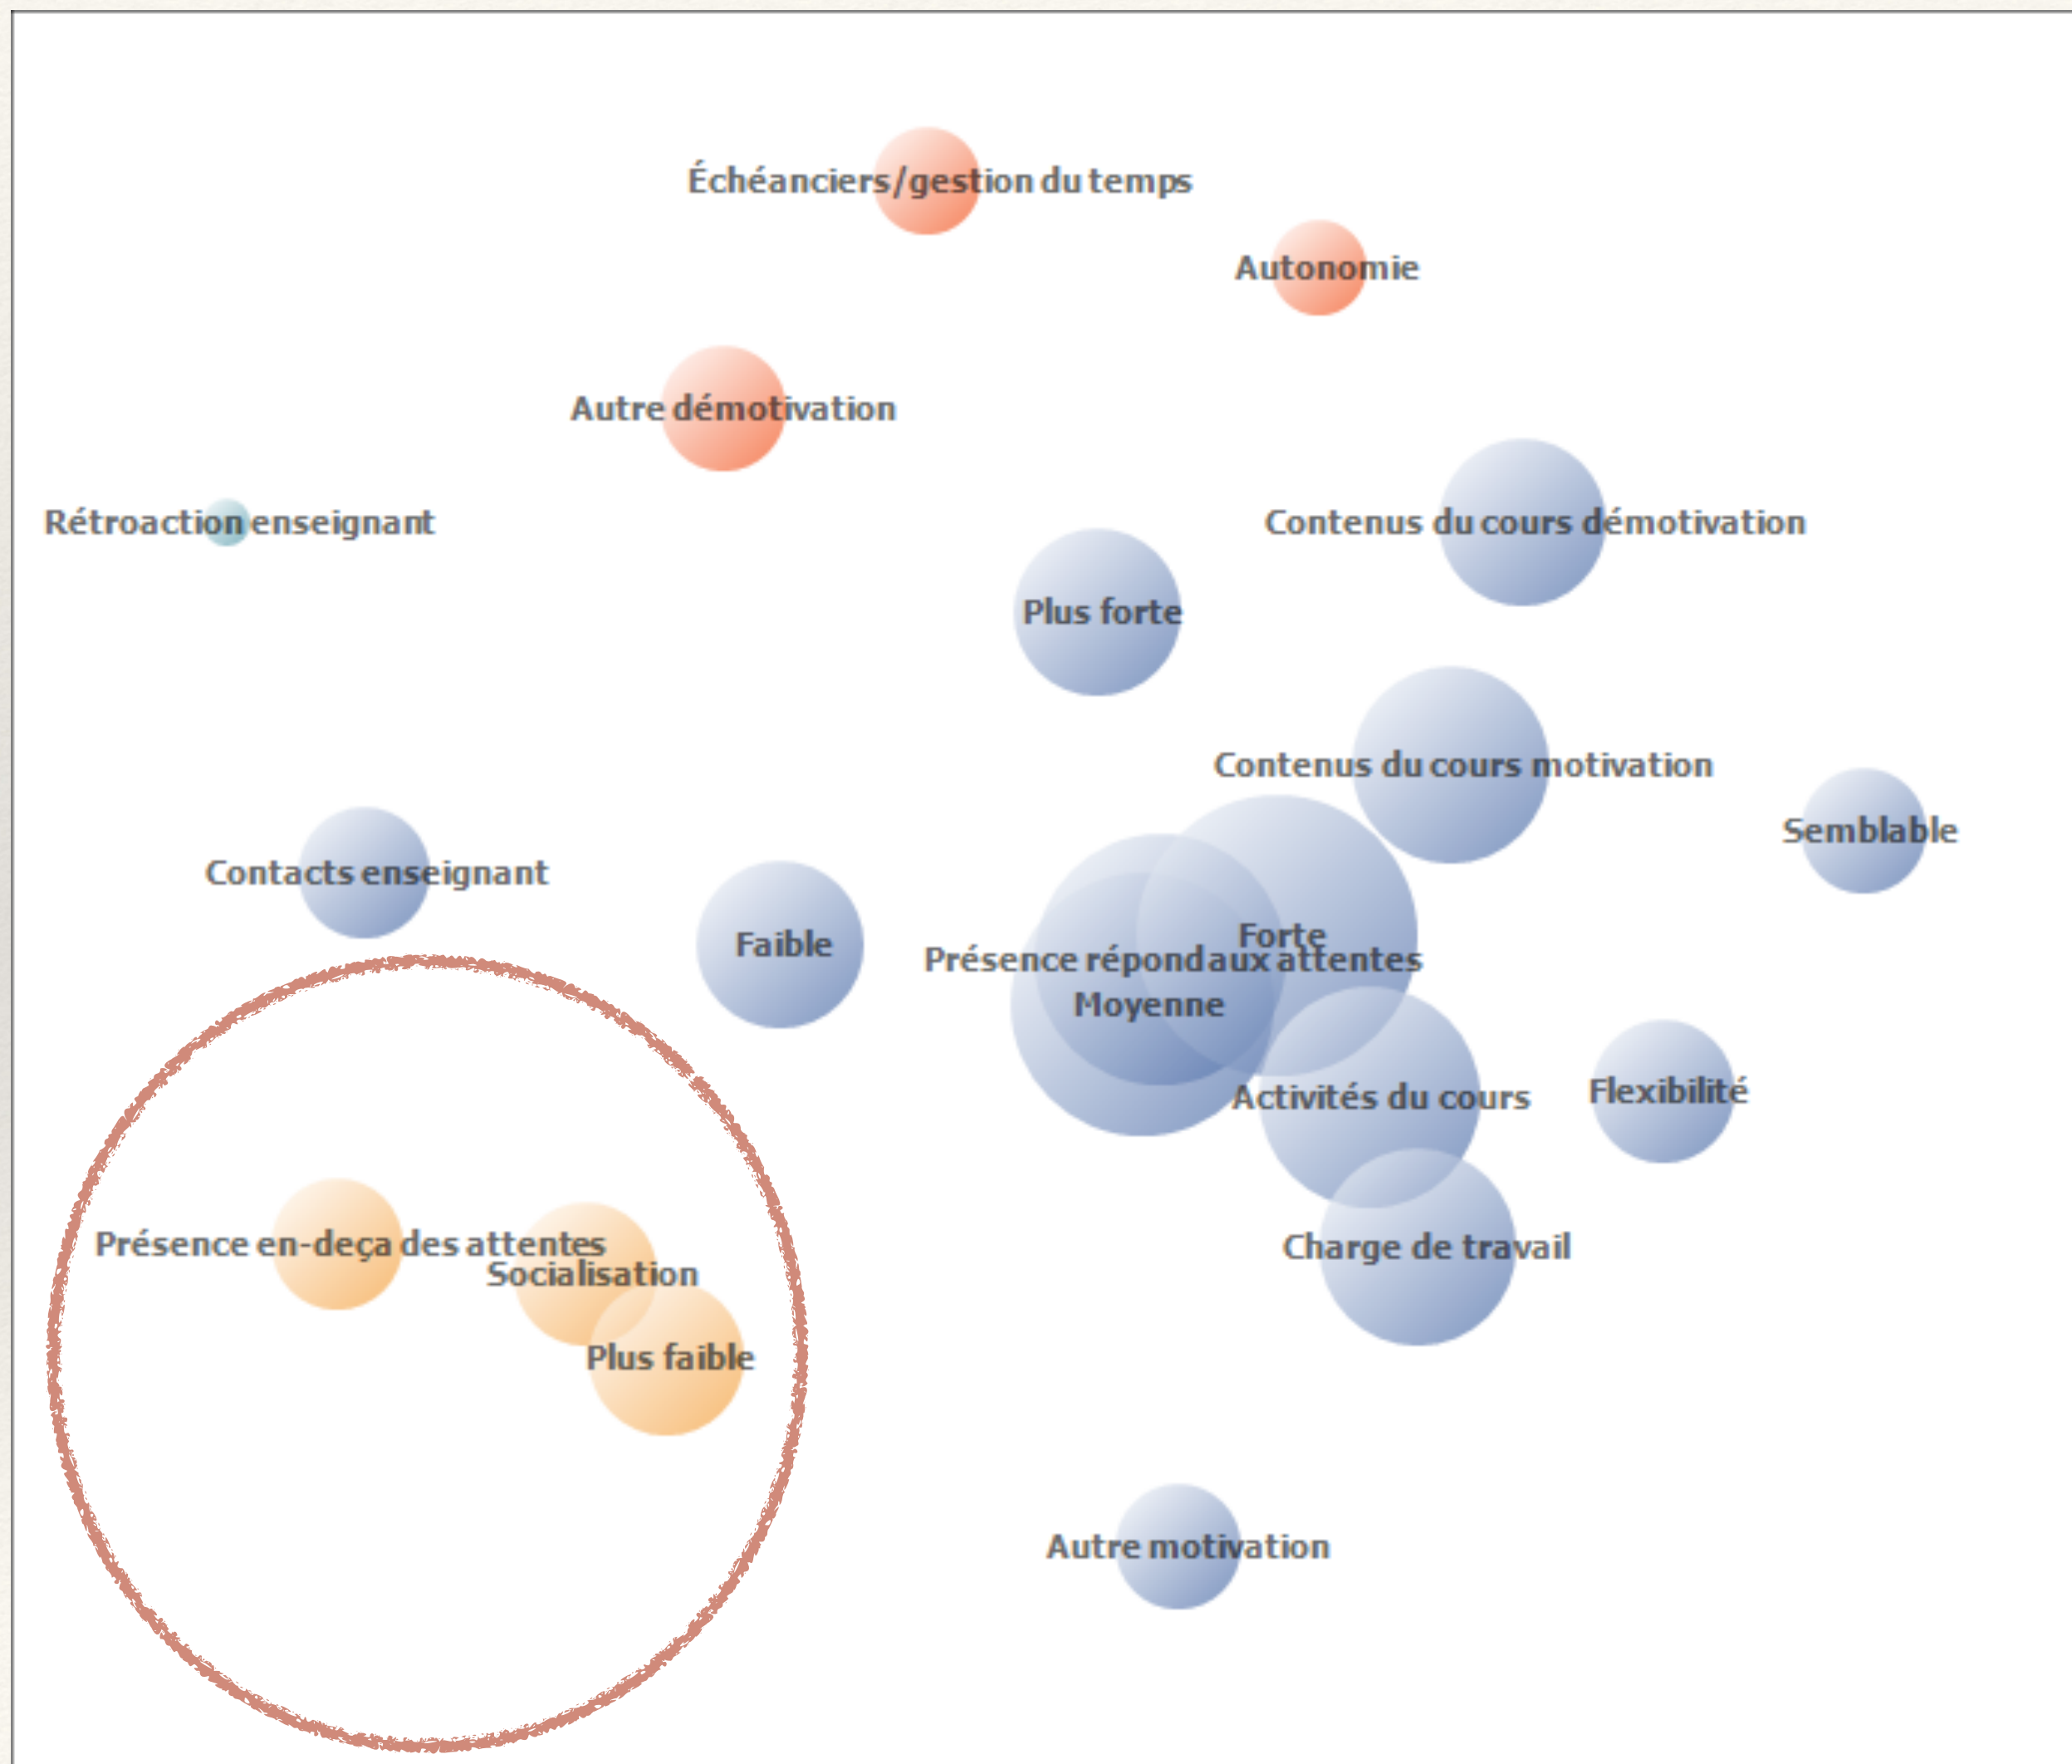 Échéanciers/gestion du temps
Autonomie
Autre démotivation
Rétroaction enseignant
Contenus du cours démotivation
Plus forte
Contenus du cours motivation
Semblable
Contacts enseignant
Faible
Forte
Présence répond aux attentes
Moyenne
Activités du cours
Flexibilité
Présence en-deça des attentes
Socialisation
Charge de travail
Plus faible
Autre motivation